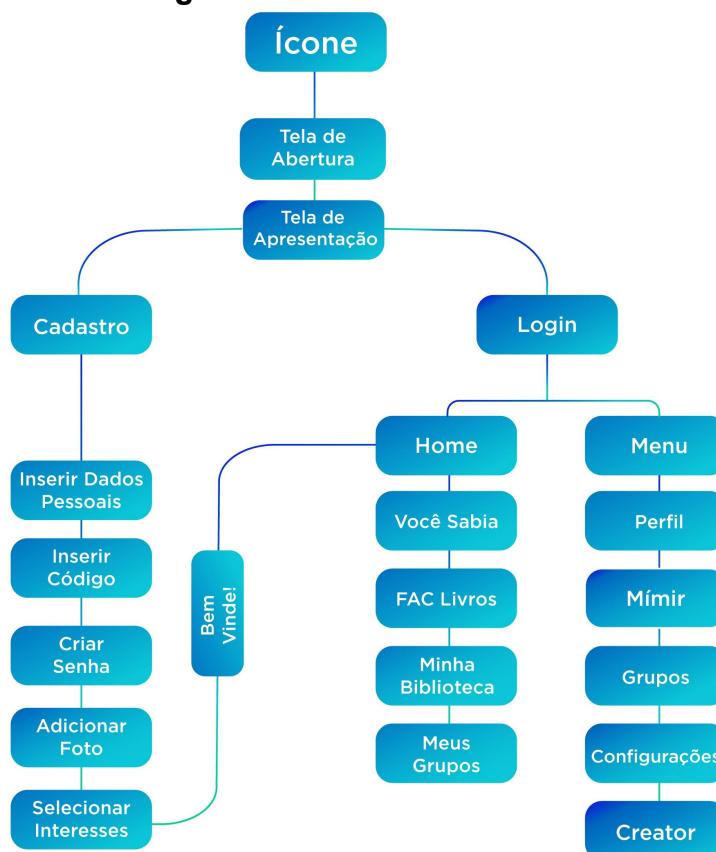 Ícone
Tela de
Abertura
Tela de
Apresentação
Cadastro
Login
Inserir Dados
Pessoais
Inserir
Código
Criar
Senha
Adicionar
Foto
Selecionar
Interesses
Bem
Vinde!
Home
Você Sabia
FAC Livros
Minha
Biblioteca
Meus
Grupos
Menu
Perfil
Mímir
Grupos
Configurações
Creator